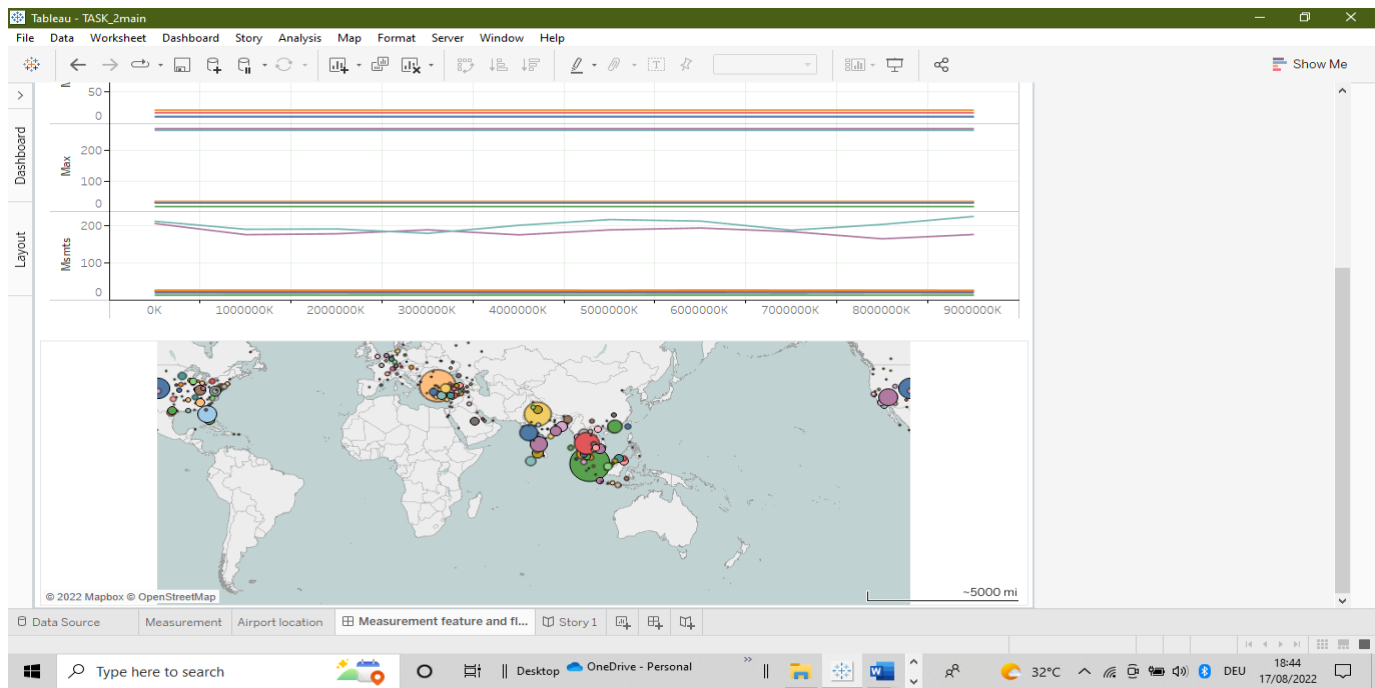 Tableau - TASK_2main
File Data Worksheet Dashboard Story Analysis Map Format Server Window Help
Show Me
Dashboard
Layout
50
0
Max
200
100
0
Msmts
200
100
0
0K 1000000K 2000000K 3000000K 4000000K 5000000K 6000000K 7000000K 8000000K 9000000K
© 2022 Mapbox © OpenStreetMap
~5000 mi
Data Source Measurement Airport location Measurement feature and fl... Story 1
Type here to search
Desktop
OneDrive - Personal
32°C
DEU
18:44
17/08/2022